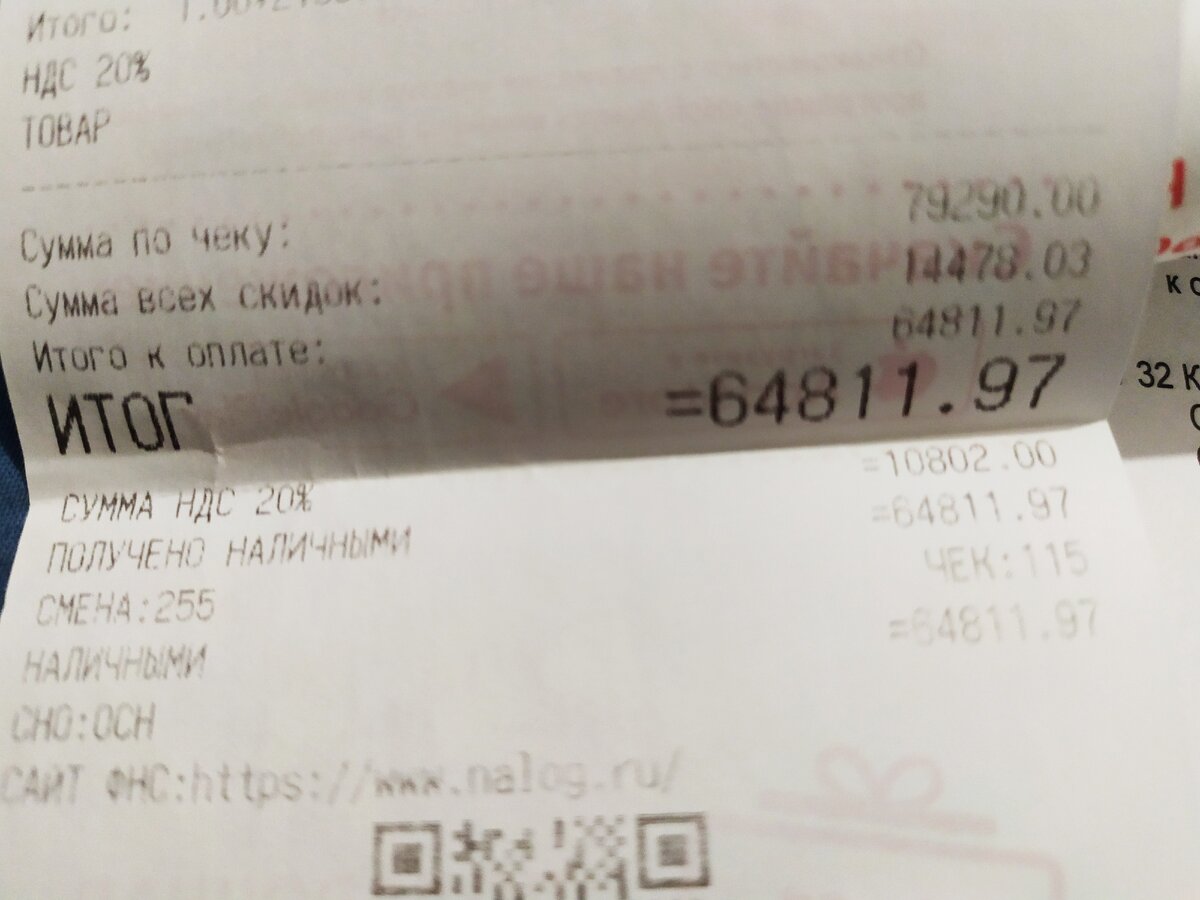 Итого:
НДС 20%
ТОВАР
Сумма по чеку: 79290.00
Сумма всех скидок: 14478.03
Итого к оплате: 64811.97
ИТОГ =64811.97
СУММА НДС 20% =10802.00
ПОЛУЧЕНО НАЛИЧНЫМИ =64811.97
СМЕНА:255 ЧЕК:115
НАЛИЧНЫМИ =64811.97
СНО:ОСН
САЙТ ФНС:https://www.nalog.ru/
32 К